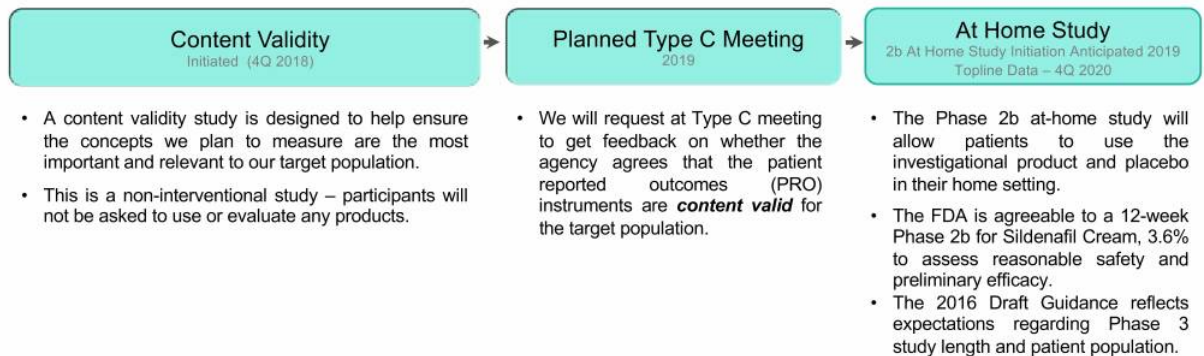 Content Validity
Initiated (4Q 2018)
• A content validity study is designed to help ensure
the concepts we plan to measure are the most
important and relevant to our target population.
• This is a non-interventional study – participants will
not be asked to use or evaluate any products.
Planned Type C Meeting
2019
• We will request at Type C meeting
to get feedback on whether the
agency agrees that the patient
reported outcomes (PRO)
instruments are content valid for
the target population.
At Home Study
2b At Home Study Initiation Anticipated 2019
Topline Data – 4Q 2020
• The Phase 2b at-home study will
allow patients to use the
investigational product and placebo
in their home setting.
• The FDA is agreeable to a 12-week
Phase 2b for Sildenafil Cream, 3.6%
to assess reasonable safety and
preliminary efficacy.
• The 2016 Draft Guidance reflects
expectations regarding Phase 3
study length and patient population.